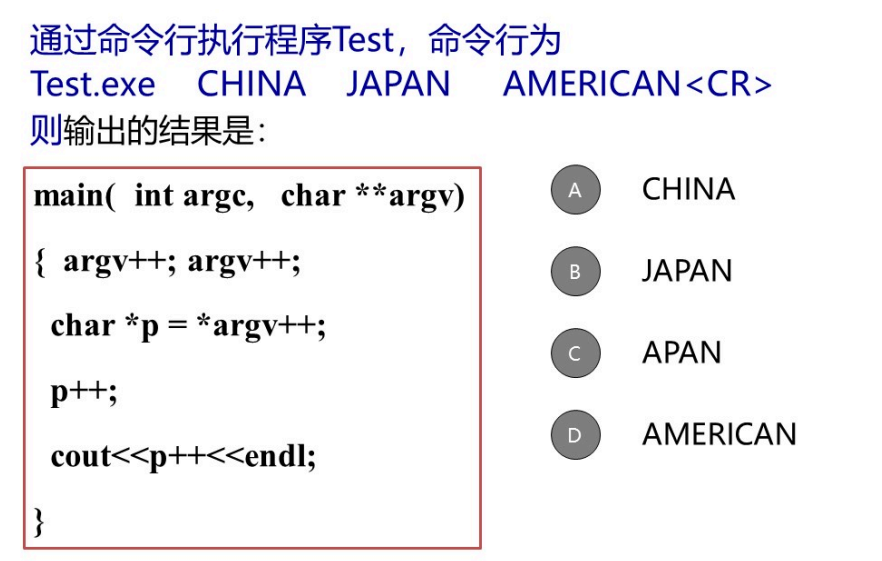 通过命令行执行程序Test，命令行为
Test.exe CHINA JAPAN AMERICAN<CR>
则输出的结果是：
main( int argc, char **argv)
{ argv++; argv++;
char *p = *argv++;
p++;
cout<<p++<<endl;
}
A CHINA
B JAPAN
C APAN
D AMERICAN